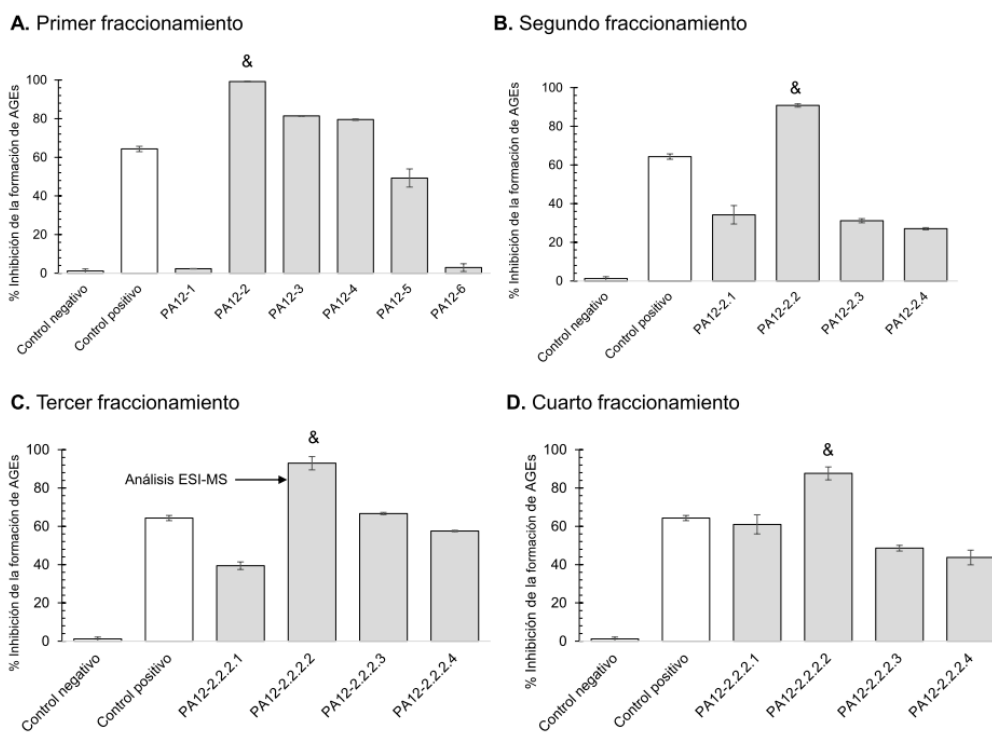 A. Primer fraccionamiento
% Inhibición de la formación de AGEs
100
80
60
40
20
0
&
Control negativo
Control positivo
PA12-1
PA12-2
PA12-3
PA12-4
PA12-5
PA12-6
B. Segundo fraccionamiento
% Inhibición de la formación de AGEs
100
80
60
40
20
0
&
Control negativo
Control positivo
PA12-2.1
PA12-2.2
PA12-2.3
PA12-2.4
C. Tercer fraccionamiento
% Inhibición de la formación de AGEs
100
80
60
40
20
0
&
Análisis ESI-MS
Control negativo
Control positivo
PA12-2.2.2.1
PA12-2.2.2.2
PA12-2.2.2.3
PA12-2.2.2.4
D. Cuarto fraccionamiento
% Inhibición de la formación de AGEs
100
80
60
40
20
0
&
Control negativo
Control positivo
PA12-2.2.2.1
PA12-2.2.2.2
PA12-2.2.2.3
PA12-2.2.2.4